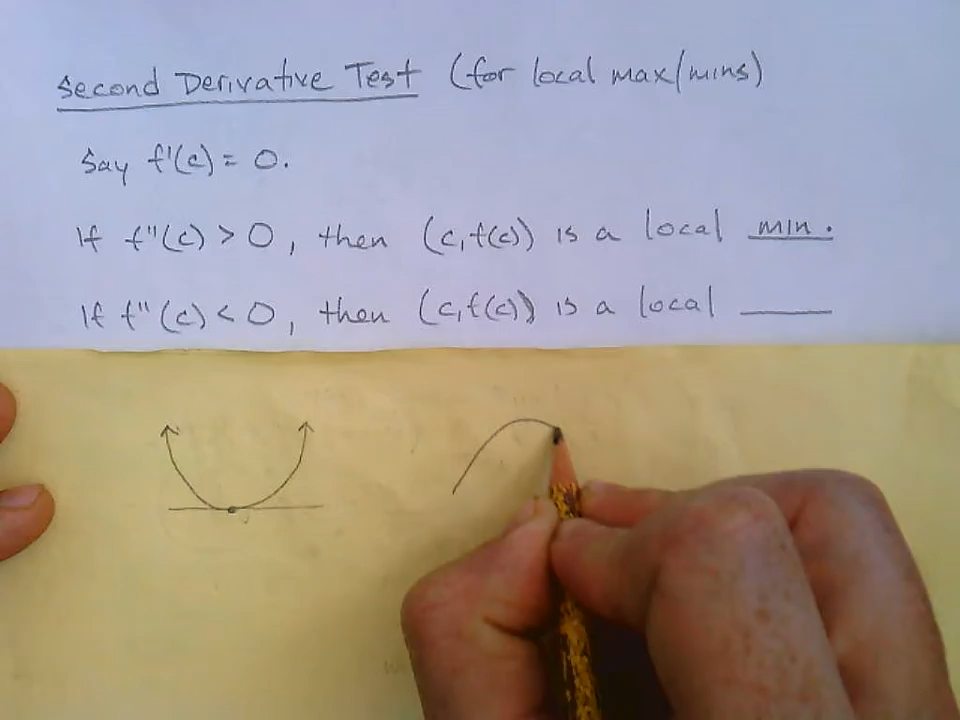 Second Derivative Test (for local max/mins)
Say f'(c) = 0.
If f''(c) > 0, then (c, f(c)) is a local min.
If f''(c) < 0, then (c, f(c)) is a local ____